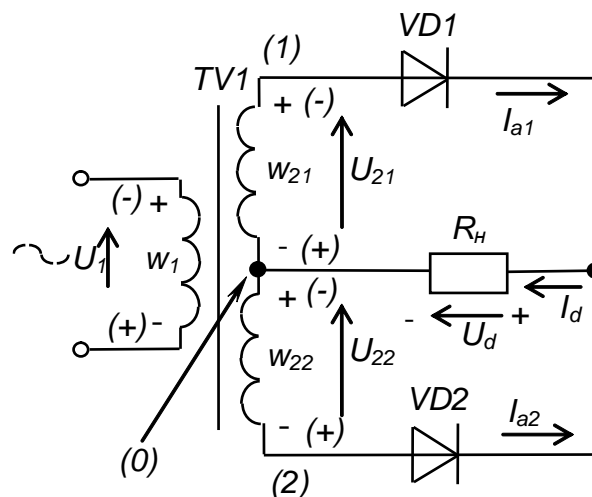 (1) VD1
TV1
+ (-)
I_a1
w_21 U_21
(-) +
U_1 w_1
- (+)
R_н
(+) -
+ (-)
I_d
- +
U_d
w_22 U_22
VD2 I_a2
- (+)
(0) (2)